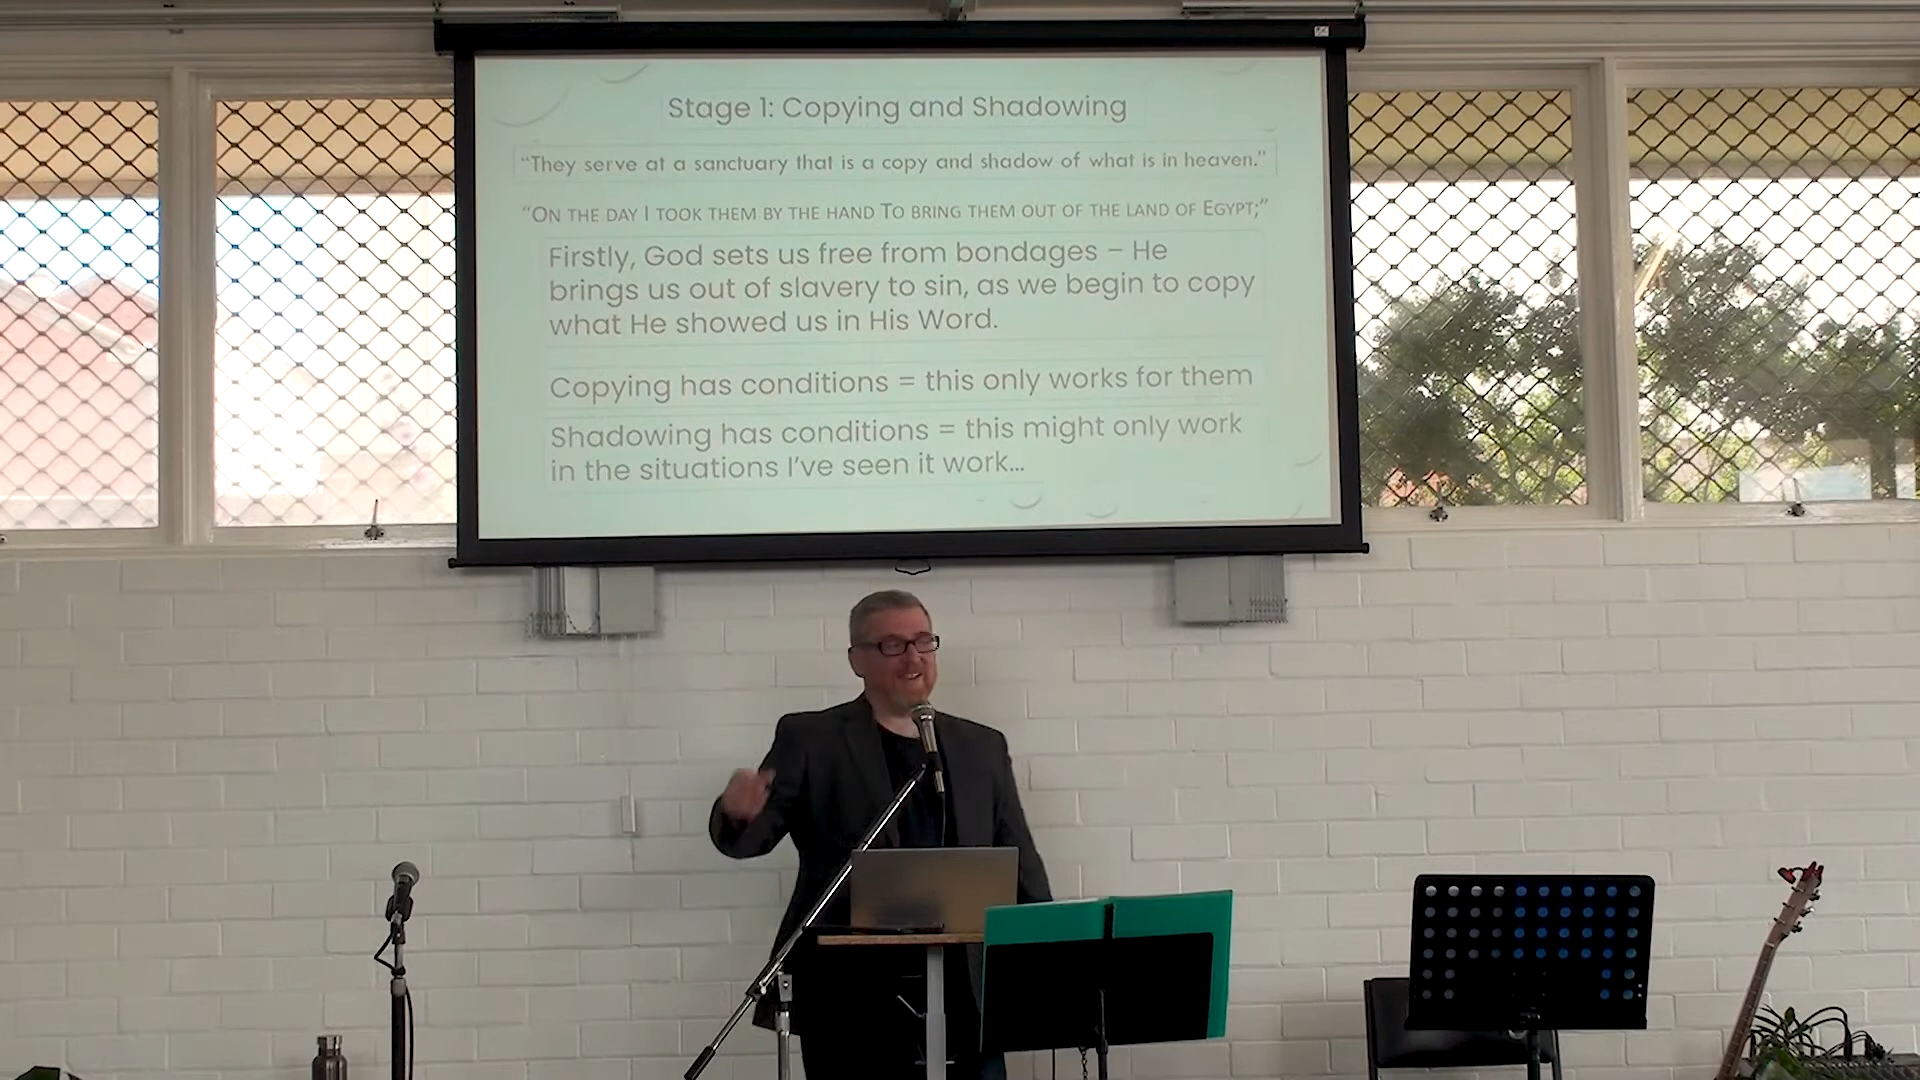 Stage 1: Copying and Shadowing
“They serve at a sanctuary that is a copy and shadow of what is in heaven.”
“ON THE DAY I TOOK THEM BY THE HAND TO BRING THEM OUT OF THE LAND OF EGYPT;”
Firstly, God sets us free from bondages – He
brings us out of slavery to sin, as we begin to copy
what He showed us in His Word.
Copying has conditions = this only works for them
Shadowing has conditions = this might only work
in the situations I’ve seen it work...